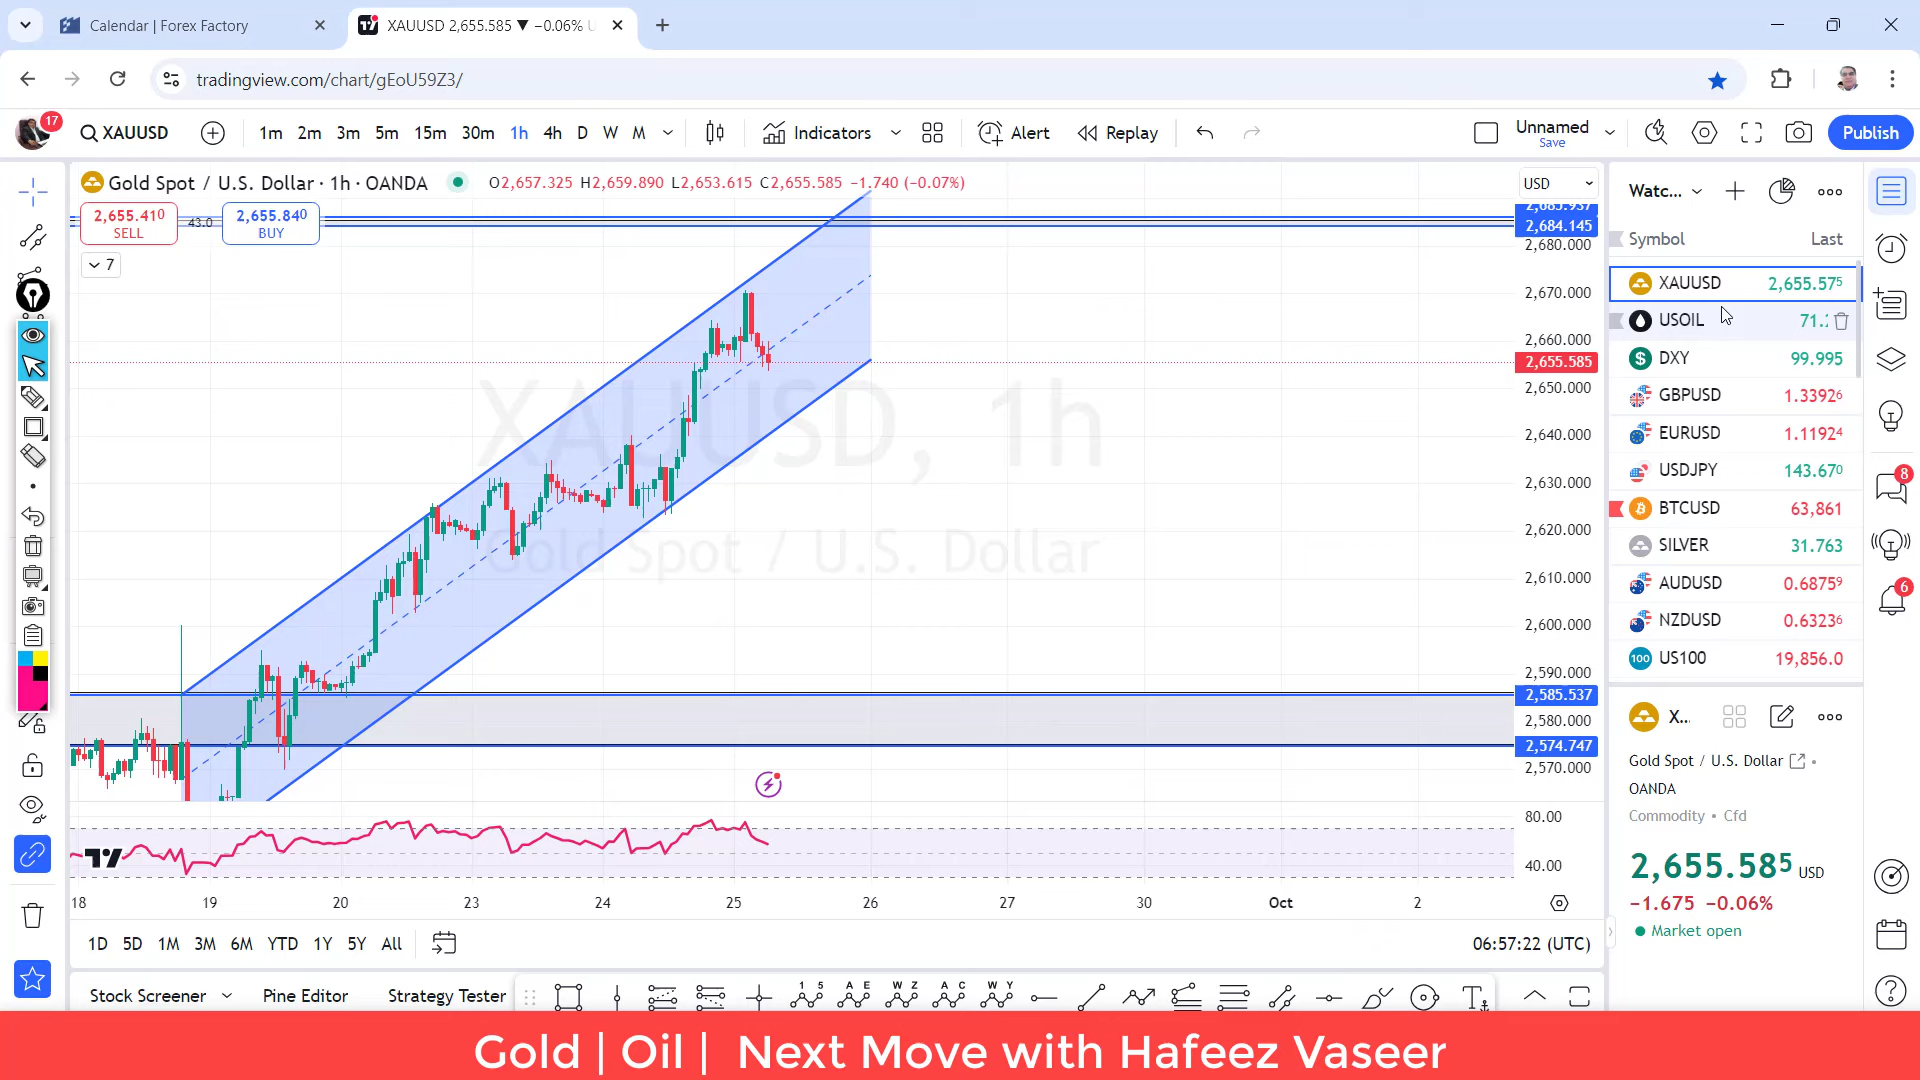 Calendar | Forex Factory
XAUUSD 2,655.585 ▼ −0.06%
tradingview.com/chart/gEoU59Z3/
17
XAUUSD
1m 2m 3m 5m 15m 30m 1h 4h D W M
Indicators
Alert
Replay
Unnamed
Save
Publish
Gold Spot / U.S. Dollar · 1h · OANDA
O2,657.325 H2,659.890 L2,653.615 C2,655.585 −1.740 (−0.07%)
USD
2,655.410
SELL
43.0
2,655.840
BUY
7
2,684.145
2,680.000
2,670.000
2,660.000
2,655.585
2,650.000
2,640.000
2,630.000
2,620.000
2,610.000
2,600.000
2,590.000
2,585.537
2,580.000
2,574.747
2,570.000
80.00
40.00
XAUUSD, 1h
Gold Spot / U.S. Dollar
18 19 20 23 24 25 26 27 30 Oct 2
1D 5D 1M 3M 6M YTD 1Y 5Y All
06:57:22 (UTC)
Stock Screener Pine Editor Strategy Tester
1 5 A E W Z A C W Y
Watc...
Symbol Last
XAUUSD 2,655.575
USOIL 71.
DXY 99.995
GBPUSD 1.33926
EURUSD 1.11924
USDJPY 143.670
BTCUSD 63,861
SILVER 31.763
AUDUSD 0.68759
NZDUSD 0.63236
100 US100 19,856.0
X...
Gold Spot / U.S. Dollar
OANDA
Commodity • Cfd
2,655.585 USD
−1.675 −0.06%
Market open
8
6
Gold | Oil | Next Move with Hafeez Vaseer